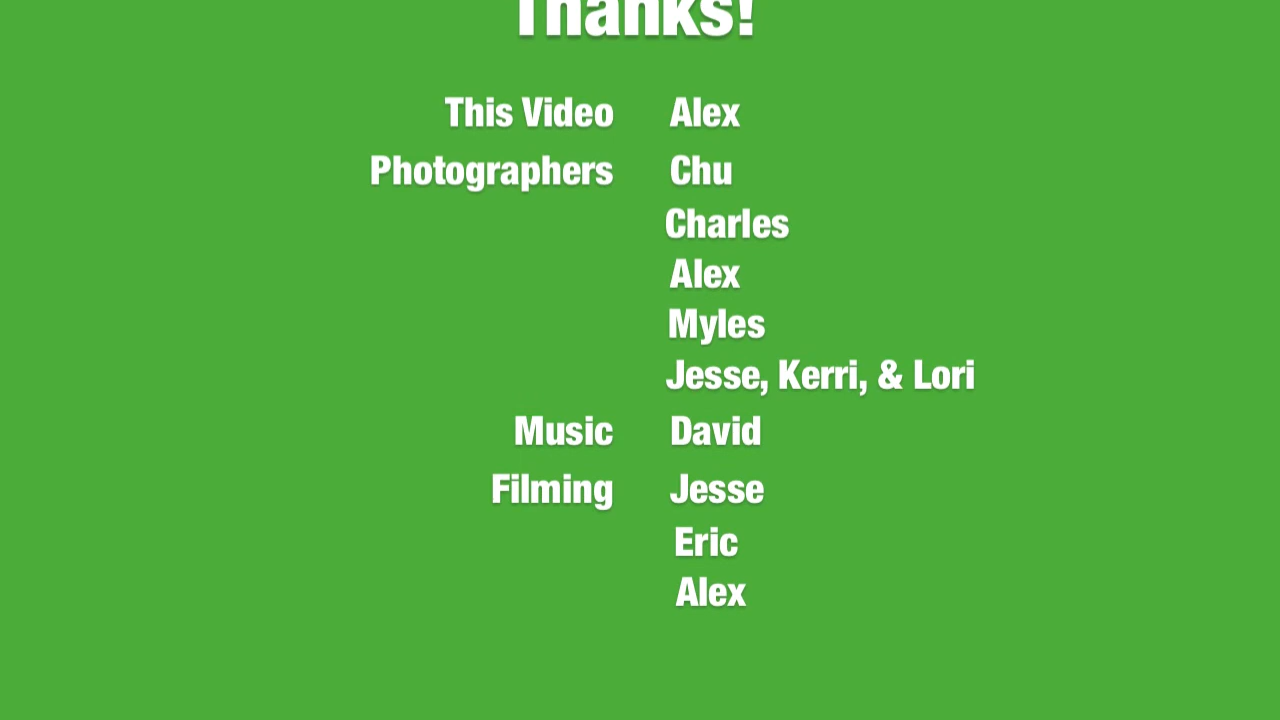 Thanks!
This Video Alex
Photographers Chu
Charles
Alex
Myles
Jesse, Kerri, & Lori
Music David
Filming Jesse
Eric
Alex